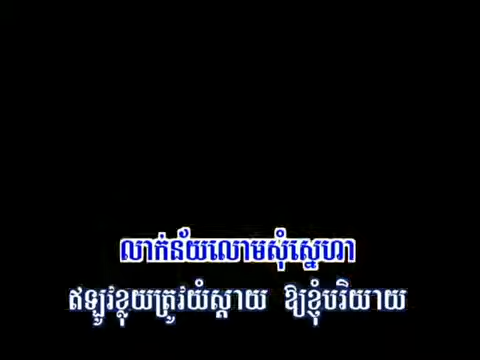 លាក់ន័យលោមសុំស្នេហា
ឥឡូវខ្លុយត្រូវយំស្ដាយ ឱ្យខ្ញុំបរិយាយ